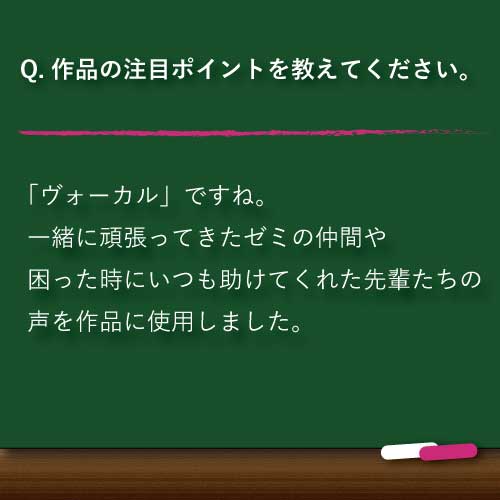 Q. 作品の注目ポイントを教えてください。
「ヴォーカル」ですね。
一緒に頑張ってきたゼミの仲間や
困った時にいつも助けてくれた先輩たちの
声を作品に使用しました。